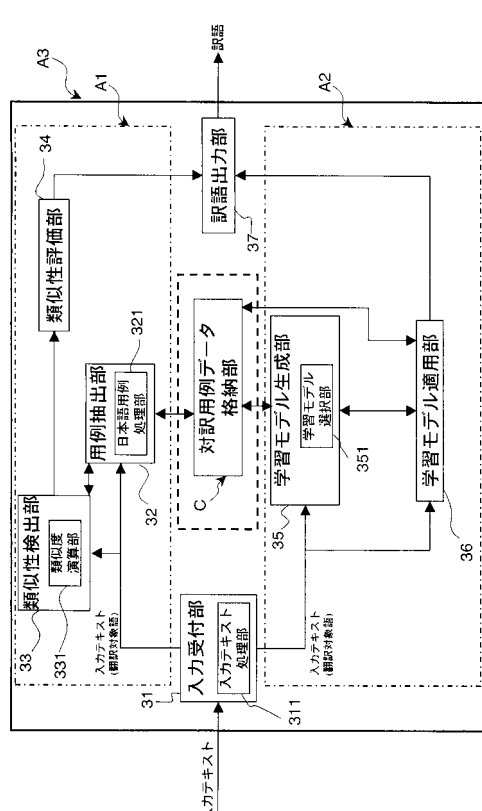 A3
A1
34
類似性評価部
訳語
訳語出力部
37
A2
321
用例抽出部
日本語用例
処理部
32
類似性検出部
類似度
演算部
33
331
対訳用例データ
格納部
C
学習モデル生成部
学習モデル
選択部
351
35
学習モデル適用部
36
入力テキスト
(翻訳対象語)
入力テキスト
(翻訳対象語)
31
入力受付部
入力テキスト
処理部
311
入力テキスト